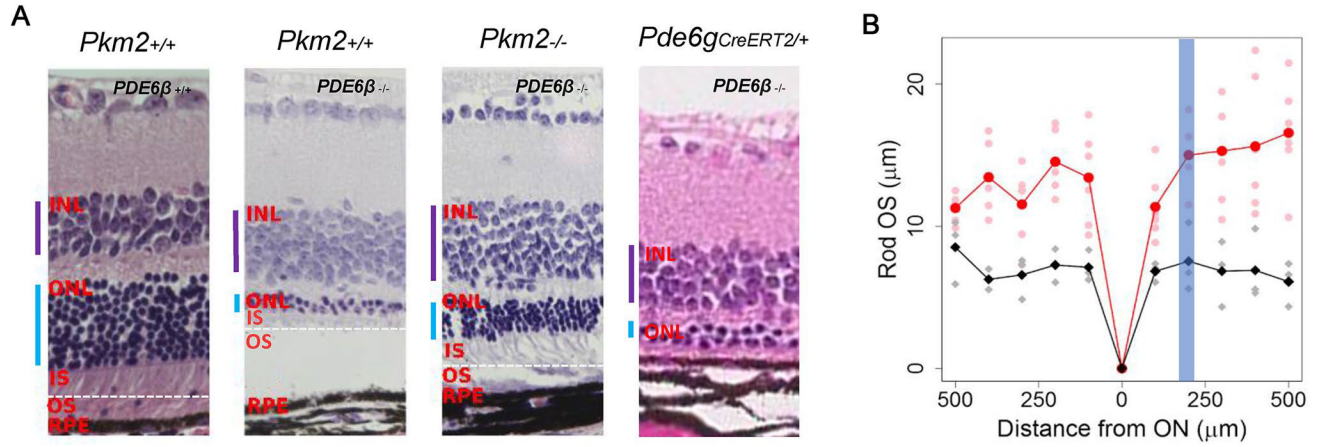 A
Pkm2+/+
Pkm2+/+
Pkm2-/-
Pde6gCreERT2/+
PDE6β +/+
PDE6β -/-
PDE6β -/-
PDE6β -/-
INL
ONL
IS
OS
RPE
INL
ONL
IS
OS
RPE
INL
ONL
IS
OS
RPE
INL
ONL
B
Rod OS (μm)
20
10
0
500
250
0
250
500
Distance from ON (μm)